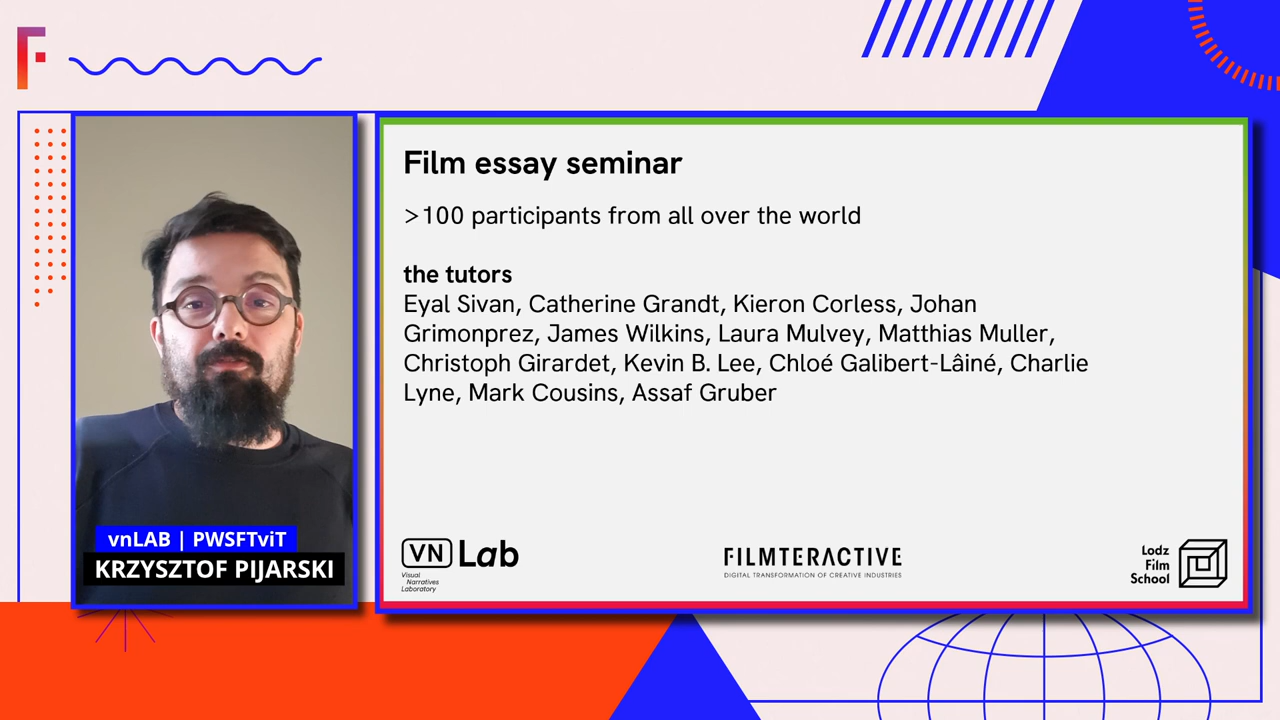 Film essay seminar
>100 participants from all over the world
the tutors
Eyal Sivan, Catherine Grandt, Kieron Corless, Johan
Grimonprez, James Wilkins, Laura Mulvey, Matthias Muller,
Christoph Girardet, Kevin B. Lee, Chloé Galibert-Lâiné, Charlie
Lyne, Mark Cousins, Assaf Gruber
vnLAB | PWSFTviT
KRZYSZTOF PIJARSKI
VN Lab
Visual
Narratives
Laboratory
FILMTERACTIVE
DIGITAL TRANSFORMATION OF CREATIVE INDUSTRIES
Lodz
Film
School